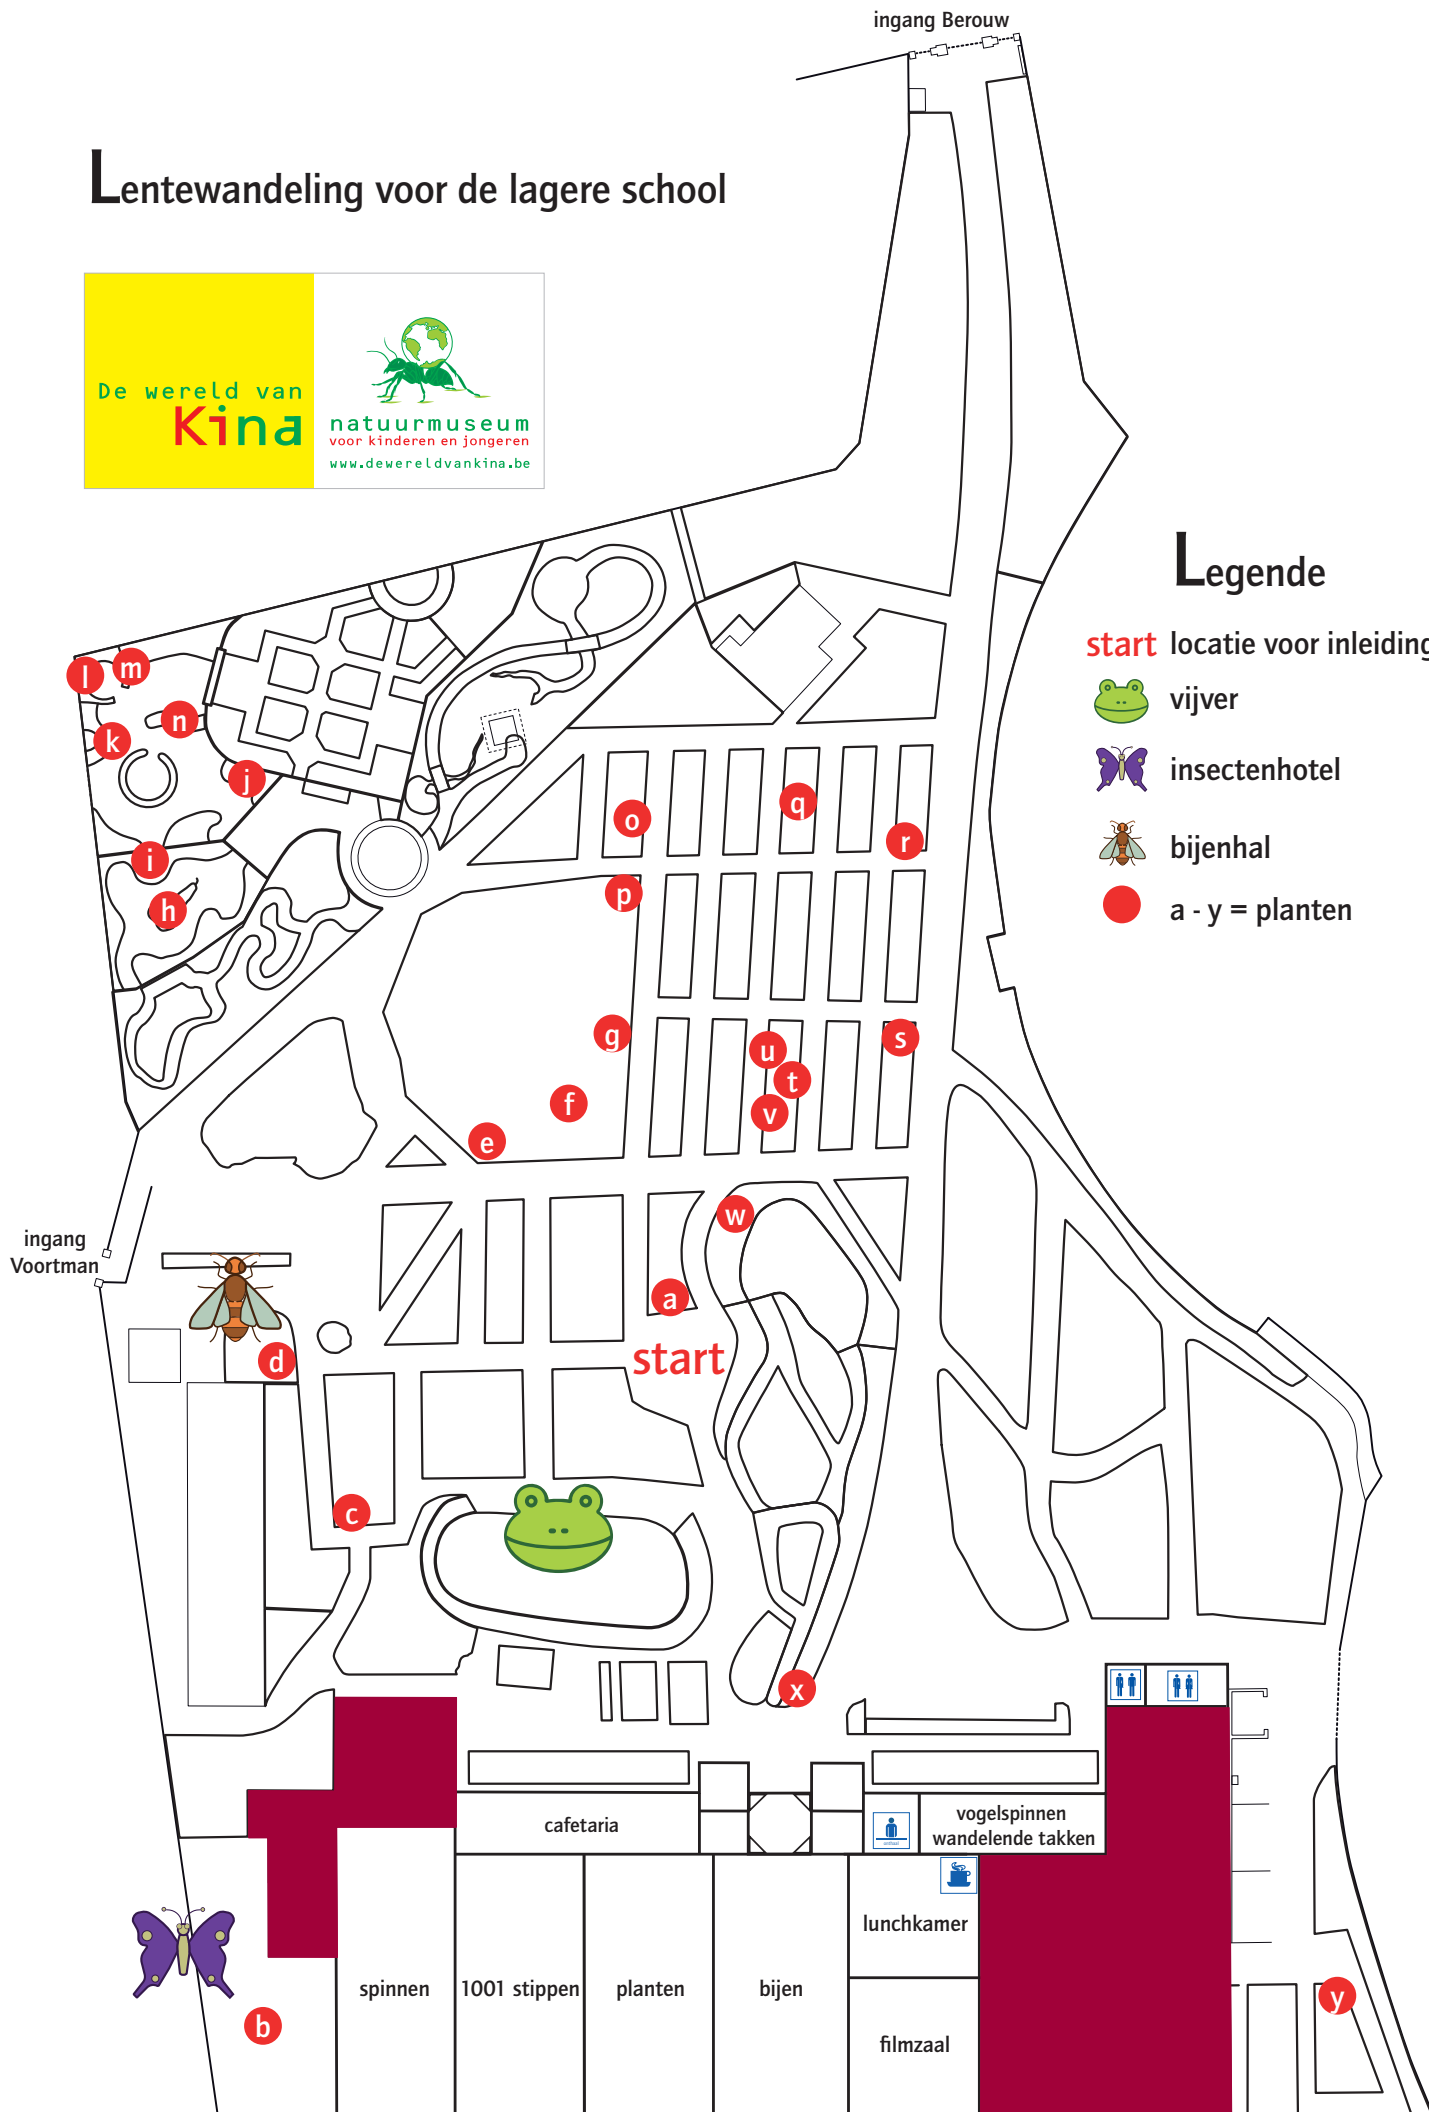 ingang Berouw
Lentewandeling voor de lagere school
De wereld van
Kina
natuurmuseum
voor kinderen en jongeren
www.dewereldvankina.be
Legende
start locatie voor inleiding
vijver
insectenhotel
bijenhal
a - y = planten
l
m
n
k
j
i
h
o
q
r
p
g
u
s
t
f
v
e
w
ingang
Voortman
a
start
d
c
x
cafetaria
vogelspinnen
wandelende takken
lunchkamer
spinnen
1001 stippen
planten
bijen
filmzaal
b
y